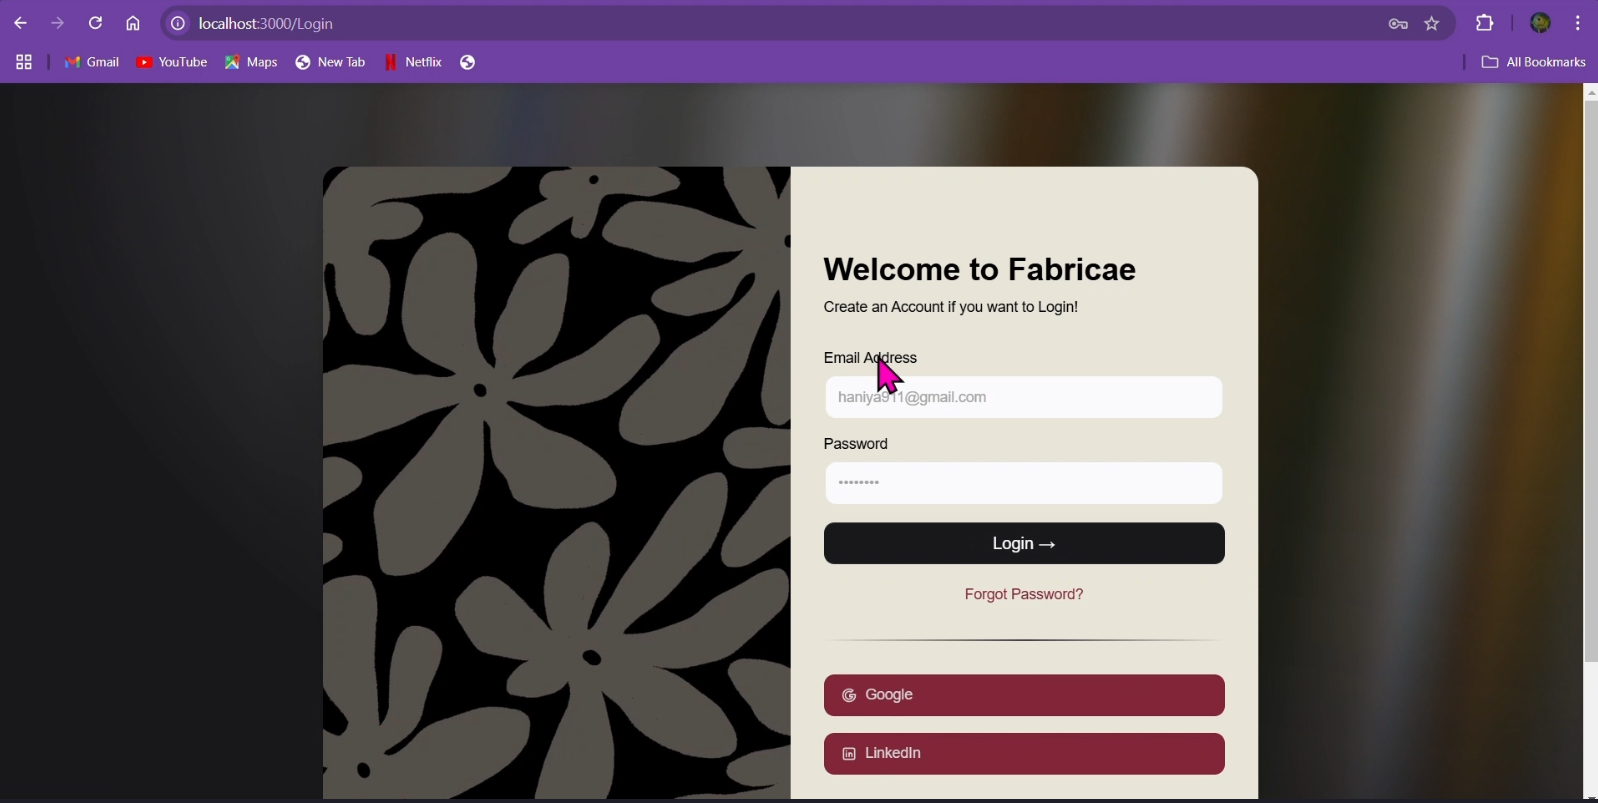 localhost:3000/Login
Gmail
YouTube
Maps
New Tab
Netflix
All Bookmarks
Welcome to Fabricae
Create an Account if you want to Login!
Email Address
haniya911@gmail.com
Password
••••••••
Login →
Forgot Password?
Google
LinkedIn